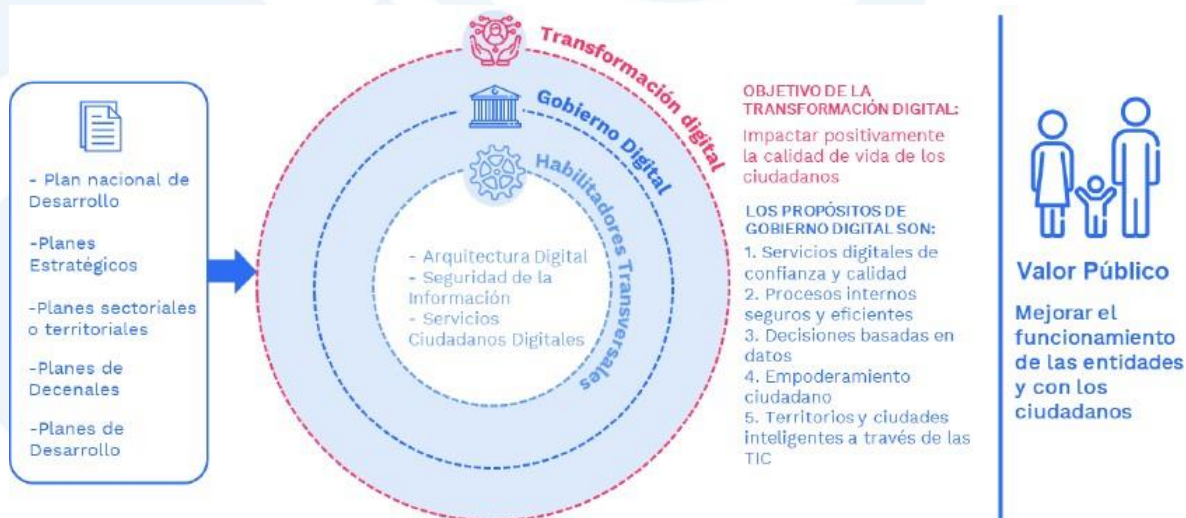 - Plan nacional de
Desarrollo
-Planes
Estratégicos
-Planes sectoriales
o territoriales
-Planes de
Decenales
-Planes de
Desarrollo
Transformación digital
Gobierno Digital
Habilitadores Transversales
- Arquitectura Digital
- Seguridad de la
Información
- Servicios
Ciudadanos Digitales
OBJETIVO DE LA
TRANSFORMACIÓN DIGITAL:
Impactar positivamente
la calidad de vida de los
ciudadanos
LOS PROPÓSITOS DE
GOBIERNO DIGITAL SON:
1. Servicios digitales de
confianza y calidad
2. Procesos internos
seguros y eficientes
3. Decisiones basadas en
datos
4. Empoderamiento
ciudadano
5. Territorios y ciudades
inteligentes a través de las
TIC
Valor Público
Mejorar el
funcionamiento
de las entidades
y con los
ciudadanos